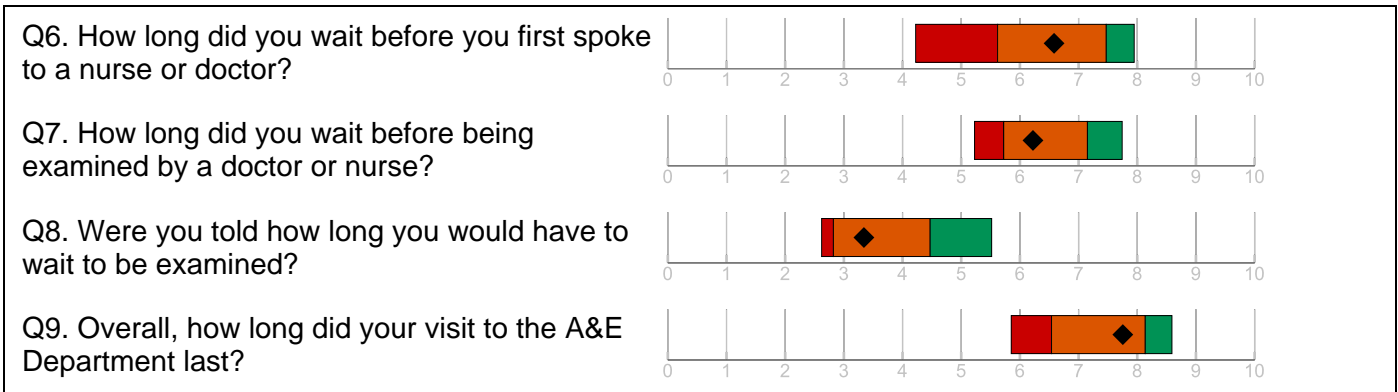 Q6. How long did you wait before you first spoke
to a nurse or doctor?
0 1 2 3 4 5 6 7 8 9 10
Q7. How long did you wait before being
examined by a doctor or nurse?
0 1 2 3 4 5 6 7 8 9 10
Q8. Were you told how long you would have to
wait to be examined?
0 1 2 3 4 5 6 7 8 9 10
Q9. Overall, how long did your visit to the A&E
Department last?
0 1 2 3 4 5 6 7 8 9 10